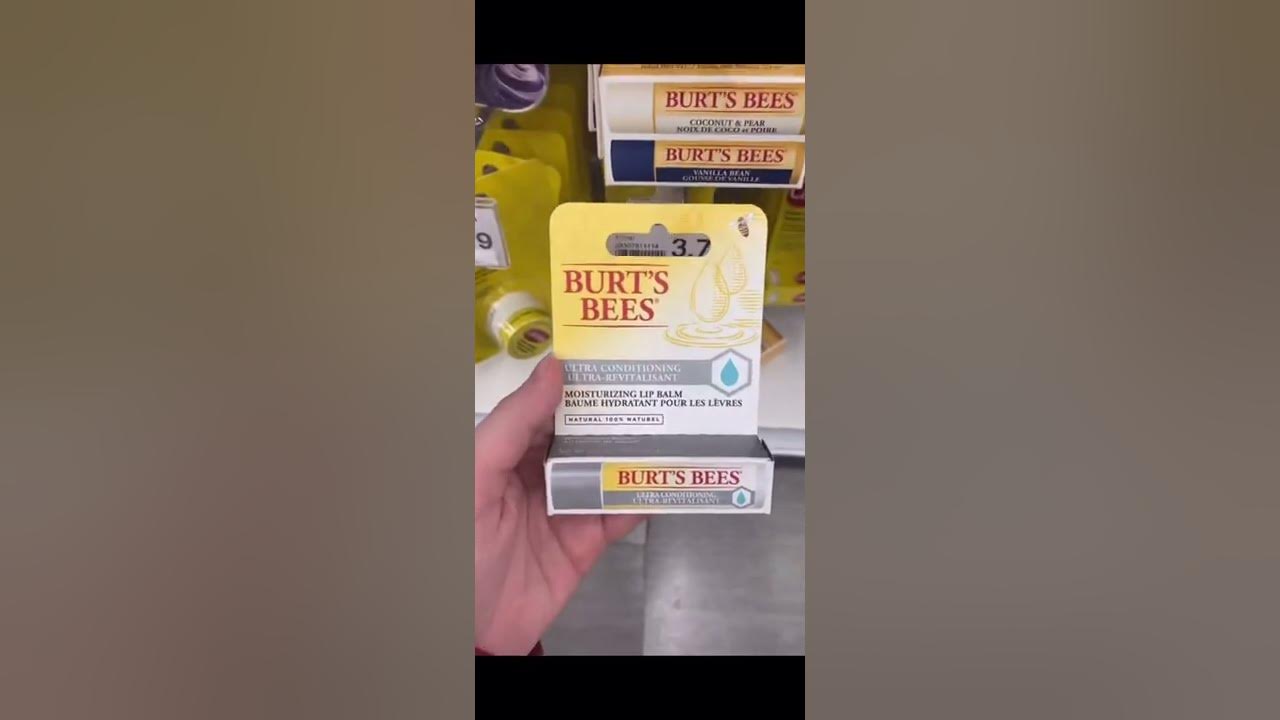 BURT'S BEES
COCONUT & PEAR
NOIX DE COCO et POIRE
BURT'S BEES
VANILLA BEAN
GOUSSE DE VANILLE
9
3.7
BURT'S
BEES
ULTRA CONDITIONING
ULTRA-REVITALISANT
MOISTURIZING LIP BALM
BAUME HYDRATANT POUR LES LÈVRES
NATURAL 100% NATUREL
BURT'S BEES
ULTRA CONDITIONING
ULTRA-REVITALISANT